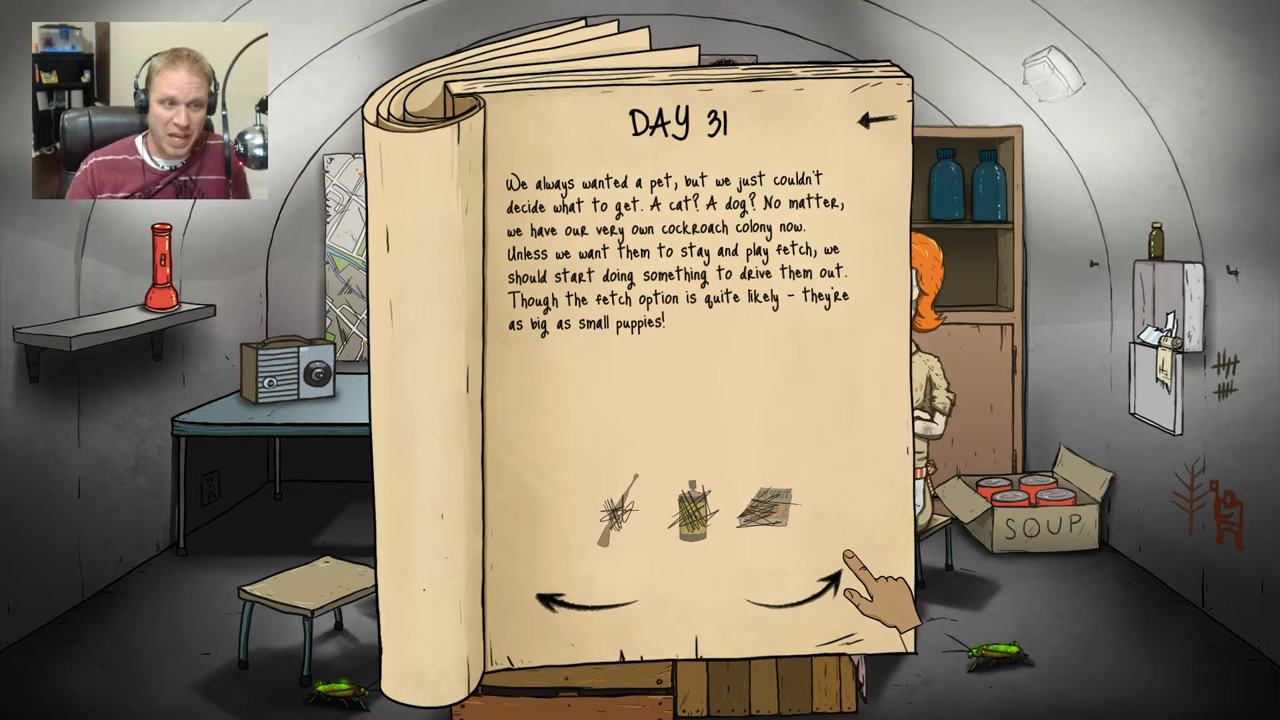 DAY 31
We always wanted a pet, but we just couldn't
decide what to get. A cat? A dog? No matter,
we have our very own cockroach colony now.
Unless we want them to stay and play fetch, we
should start doing something to drive them out.
Though the fetch option is quite likely - they're
as big as small puppies!
SOUP